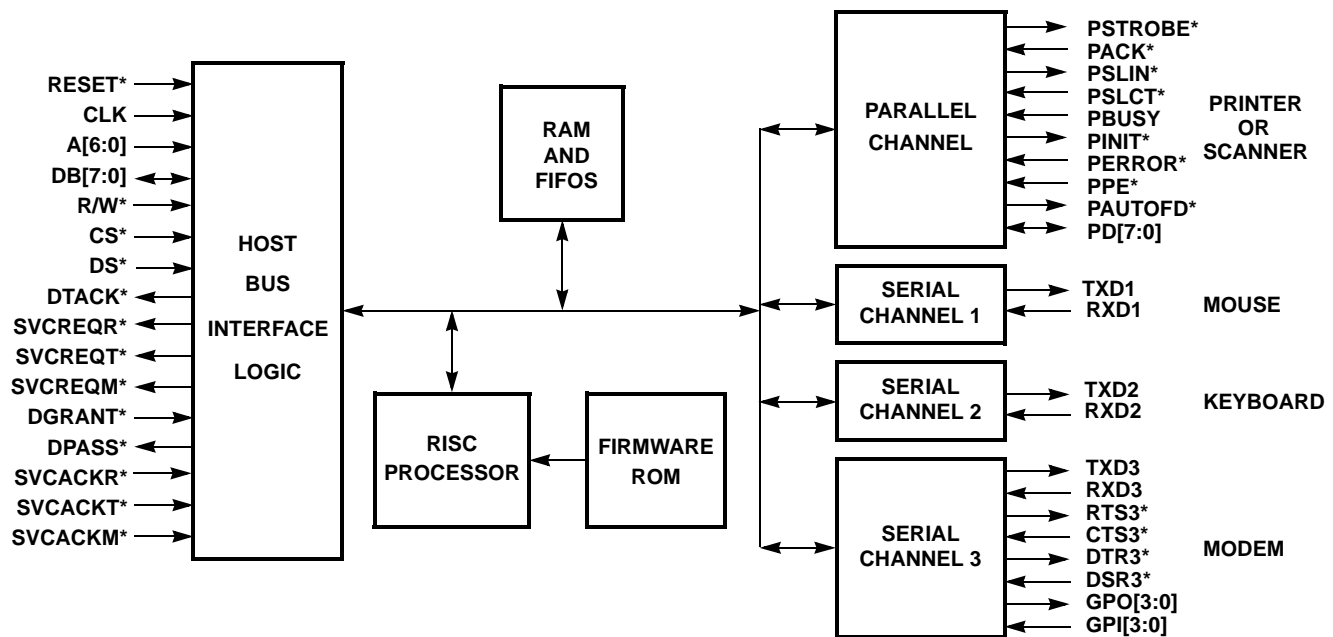 RESET*
CLK
A[6:0]
DB[7:0]
R/W*
CS*
DS*
DTACK*
SVCREQR*
SVCREQT*
SVCREQM*
DGRANT*
DPASS*
SVCACKR*
SVCACKT*
SVCACKM*
HOST
BUS
INTERFACE
LOGIC
RAM
AND
FIFOS
RISC
PROCESSOR
FIRMWARE
ROM
PARALLEL
CHANNEL
PSTROBE*
PACK*
PSLIN*
PSLCT*
PBUSY
PINIT*
PERROR*
PPE*
PAUTOFD*
PD[7:0]
PRINTER
OR
SCANNER
SERIAL
CHANNEL 1
TXD1
RXD1
MOUSE
SERIAL
CHANNEL 2
TXD2
RXD2
KEYBOARD
SERIAL
CHANNEL 3
TXD3
RXD3
RTS3*
CTS3*
DTR3*
DSR3*
GPO[3:0]
GPI[3:0]
MODEM